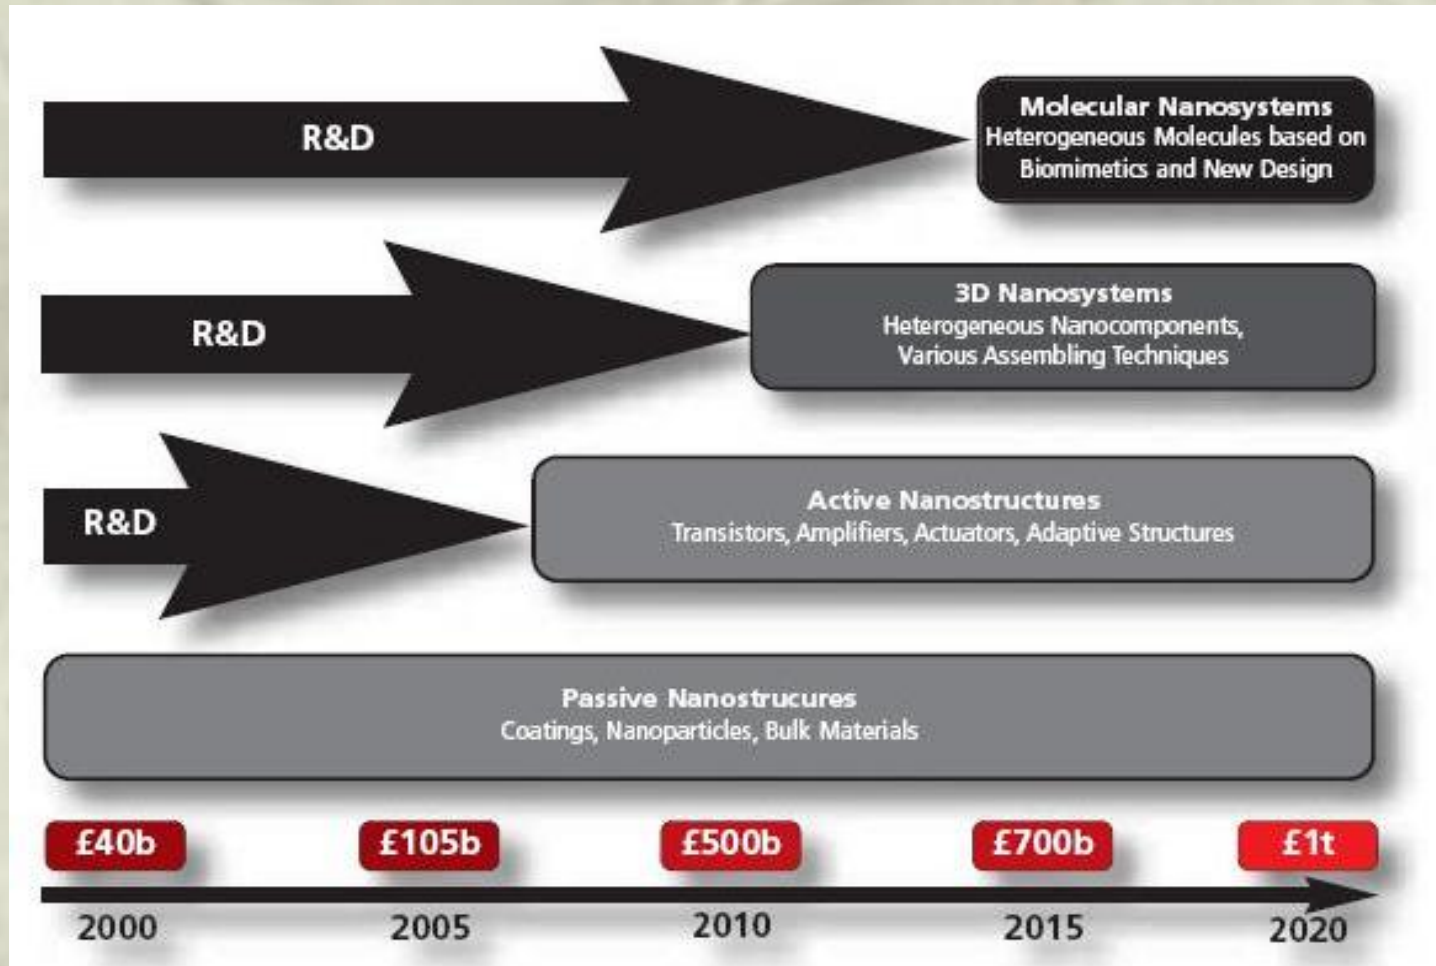 R&D
Molecular Nanosystems
Heterogeneous Molecules based on
Biomimetics and New Design
R&D
3D Nanosystems
Heterogeneous Nanocomponents,
Various Assembling Techniques
R&D
Active Nanostructures
Transistors, Amplifiers, Actuators, Adaptive Structures
Passive Nanostrucures
Coatings, Nanoparticles, Bulk Materials
£40b £105b £500b £700b £1t
2000 2005 2010 2015 2020